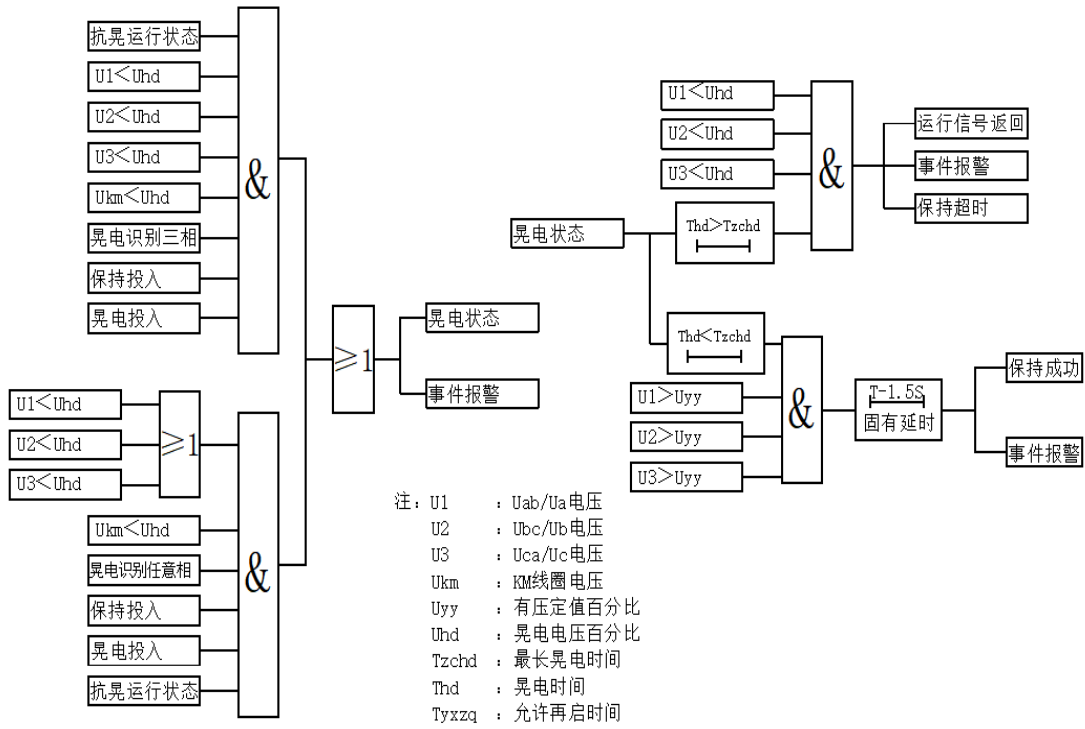 抗晃运行状态
U1<Uhd
U2<Uhd
U3<Uhd
Ukm<Uhd
晃电识别三相
保持投入
晃电投入
&
U1<Uhd
U2<Uhd
U3<Uhd
≥1
Ukm<Uhd
晃电识别任意相
保持投入
晃电投入
抗晃运行状态
&
≥1
晃电状态
事件报警
晃电状态
U1<Uhd
U2<Uhd
U3<Uhd
Thd>Tzchd
&
运行信号返回
事件报警
保持超时
Thd<Tzchd
U1>Uyy
U2>Uyy
U3>Uyy
&
T-1.5S
固有延时
保持成功
事件报警
注：U1 ：Uab/Ua电压
U2 ：Ubc/Ub电压
U3 ：Uca/Uc电压
Ukm ：KM线圈电压
Uyy ：有压定值百分比
Uhd ：晃电电压百分比
Tzchd ：最长晃电时间
Thd ：晃电时间
Tyxzq ：允许再启时间